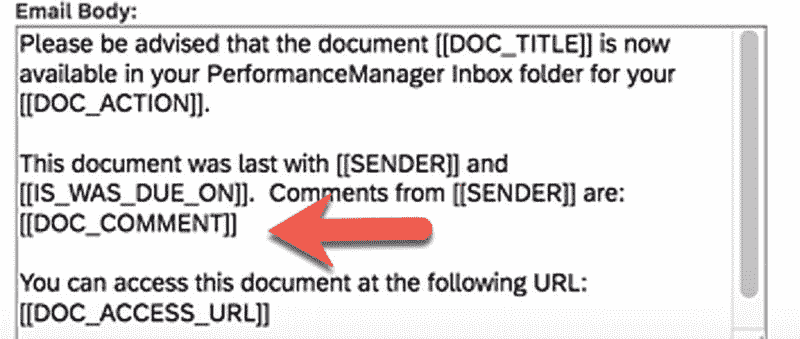 Email Body:
Please be advised that the document [[DOC_TITLE]] is now
available in your PerformanceManager Inbox folder for your
[[DOC_ACTION]].
This document was last with [[SENDER]] and
[[IS_WAS_DUE_ON]].  Comments from [[SENDER]] are:
[[DOC_COMMENT]]
You can access this document at the following URL:
[[DOC_ACCESS_URL]]